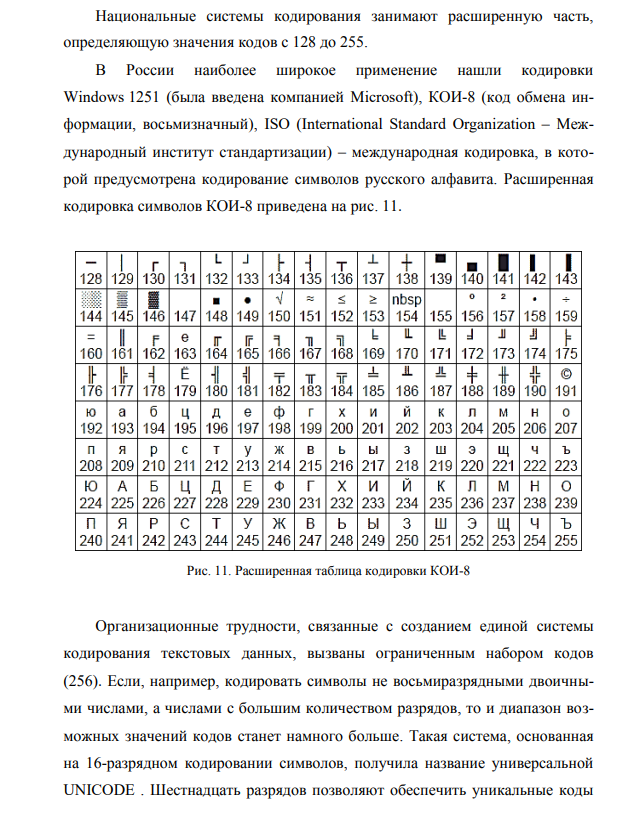 Национальные системы кодирования занимают расширенную часть,
определяющую значения кодов с 128 до 255.
В России наиболее широкое применение нашли кодировки
Windows 1251 (была введена компанией Microsoft), КОИ-8 (код обмена ин-
формации, восьмизначный), ISO (International Standard Organization – Меж-
дународный институт стандартизации) – международная кодировка, в кото-
рой предусмотрена кодирование символов русского алфавита. Расширенная
кодировка символов КОИ-8 приведена на рис. 11.
─ │ ┌ ┐ └ ┘ ├ ┤ ┬ ┴ ┼ ▀ ▄ █ ▌ ▐
128 129 130 131 132 133 134 135 136 137 138 139 140 141 142 143
░ ▒ ▓ ■ ● √ ≈ ≤ ≥ nbsp º ² • ÷
144 145 146 147 148 149 150 151 152 153 154 155 156 157 158 159
= ║ ╒ ё ╓ ╔ ╕ ╖ ╗ ╘ ╙ ╚ ╛ ╜ ╝ ╞
160 161 162 163 164 165 166 167 168 169 170 171 172 173 174 175
╟ ╠ ╡ Ё ╢ ╣ ╤ ╥ ╦ ╧ ╨ ╩ ╪ ╫ ╬ ©
176 177 178 179 180 181 182 183 184 185 186 187 188 189 190 191
ю а б ц д е ф г х и й к л м н о
192 193 194 195 196 197 198 199 200 201 202 203 204 205 206 207
п я р с т у ж в ь ы з ш э щ ч ъ
208 209 210 211 212 213 214 215 216 217 218 219 220 221 222 223
Ю А Б Ц Д Е Ф Г Х И Й К Л М Н О
224 225 226 227 228 229 230 231 232 233 234 235 236 237 238 239
П Я Р С Т У Ж В Ь Ы З Ш Э Щ Ч Ъ
240 241 242 243 244 245 246 247 248 249 250 251 252 253 254 255
Рис. 11. Расширенная таблица кодировки КОИ-8
Организационные трудности, связанные с созданием единой системы
кодирования текстовых данных, вызваны ограниченным набором кодов
(256). Если, например, кодировать символы не восьмиразрядными двоичны-
ми числами, а числами с большим количеством разрядов, то и диапазон воз-
можных значений кодов станет намного больше. Такая система, основанная
на 16-разрядном кодировании символов, получила название универсальной
UNICODE . Шестнадцать разрядов позволяют обеспечить уникальные коды